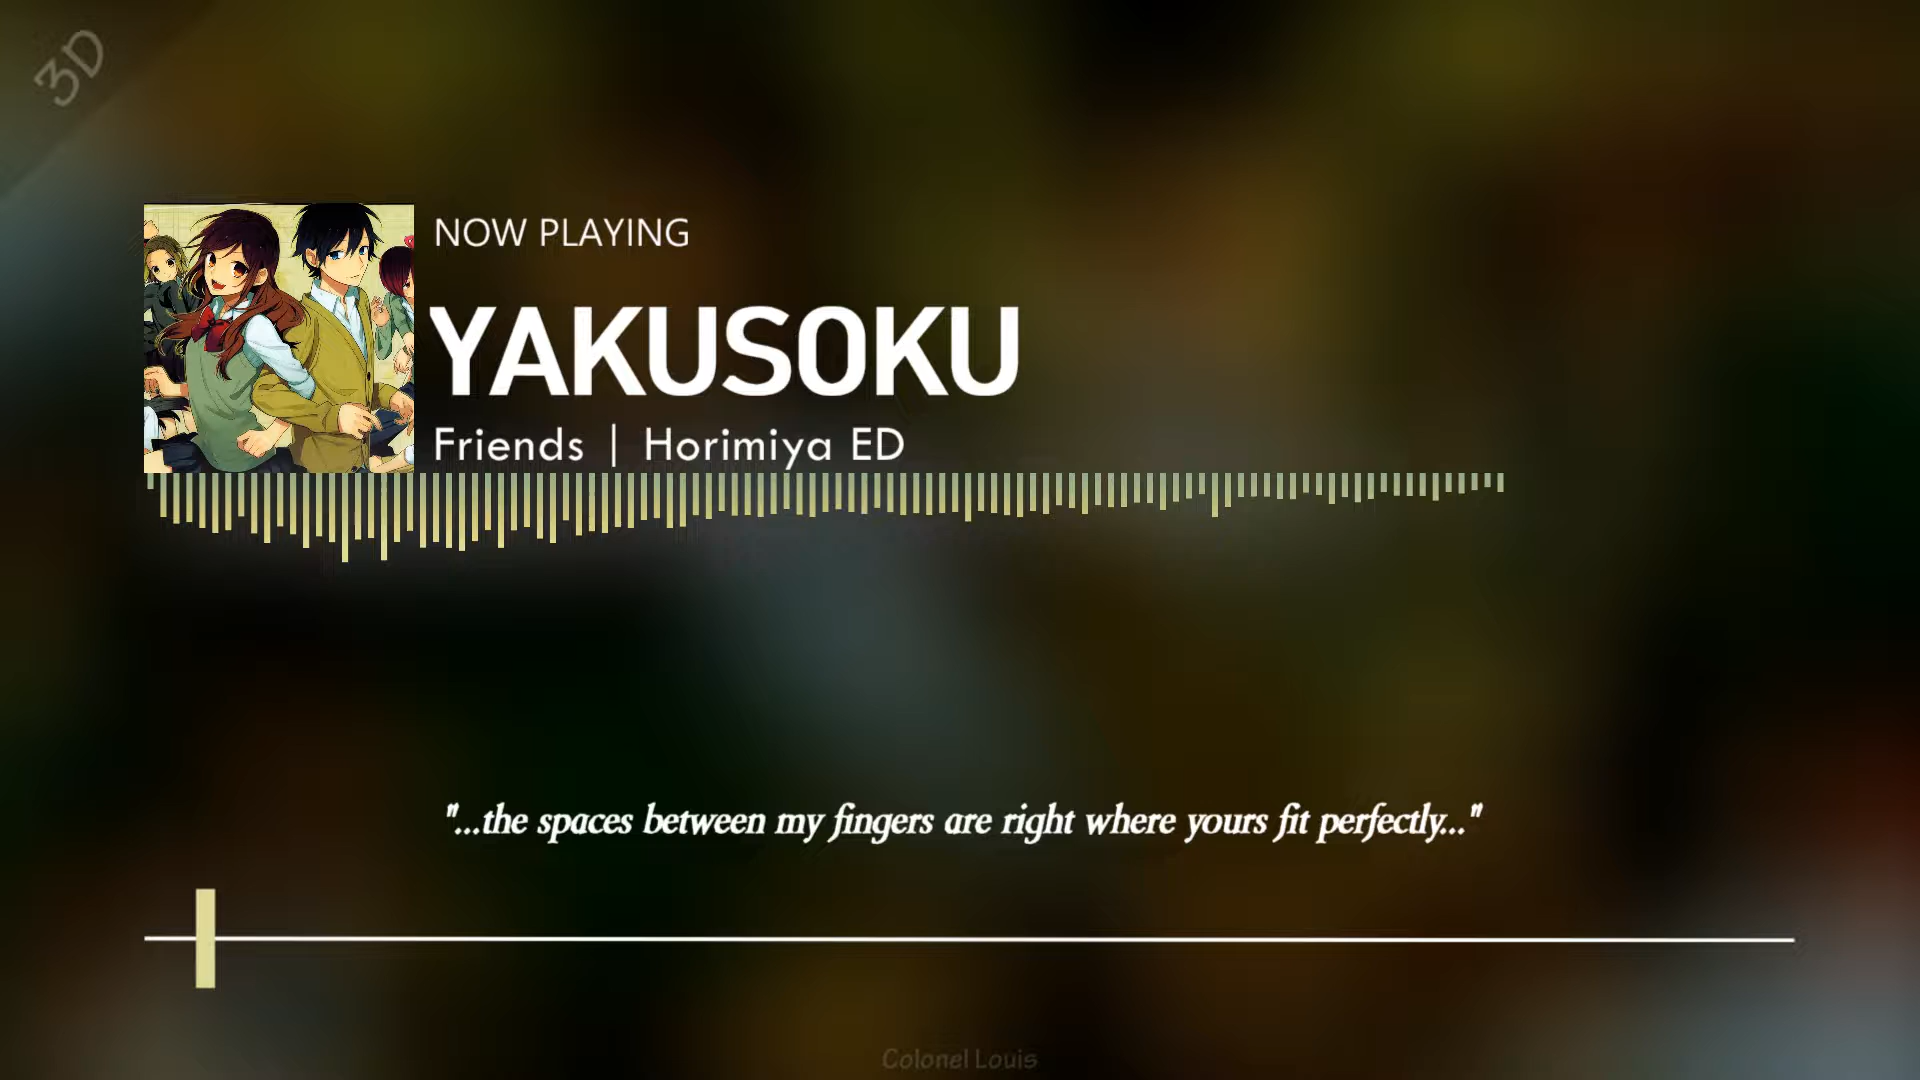 3D
NOW PLAYING
YAKUSOKU
Friends | Horimiya ED
"...the spaces between my fingers are right where yours fit perfectly..."
Colonel Louis